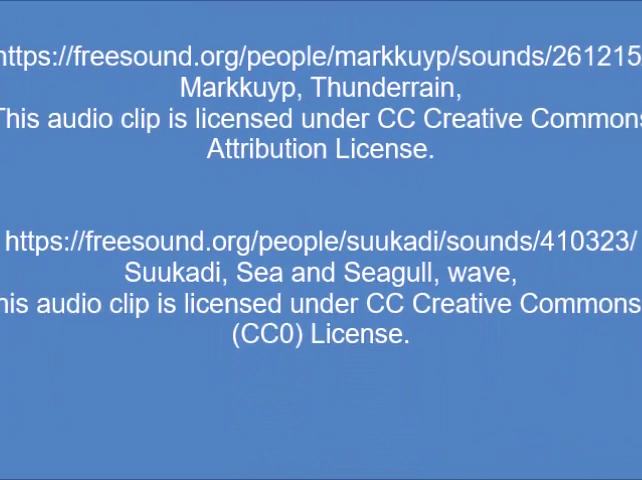 https://freesound.org/people/markkuyp/sounds/261215
Markkuyp, Thunderrain,
This audio clip is licensed under CC Creative Commons
Attribution License.
https://freesound.org/people/suukadi/sounds/410323/
Suukadi, Sea and Seagull, wave,
his audio clip is licensed under CC Creative Commons
(CC0) License.